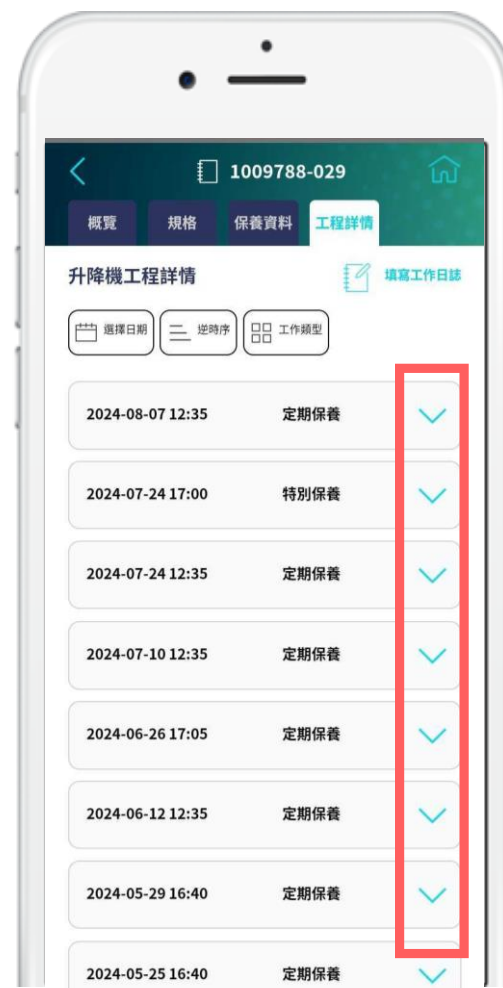 1009788-029
概覽 規格 保養資料 工程詳情
升降機工程詳情 填寫工作日誌
選擇日期 逆時序 工作類型
2024-08-07 12:35 定期保養
2024-07-24 17:00 特別保養
2024-07-24 12:35 定期保養
2024-07-10 12:35 定期保養
2024-06-26 17:05 定期保養
2024-06-12 12:35 定期保養
2024-05-29 16:40 定期保養
2024-05-25 16:40 定期保養